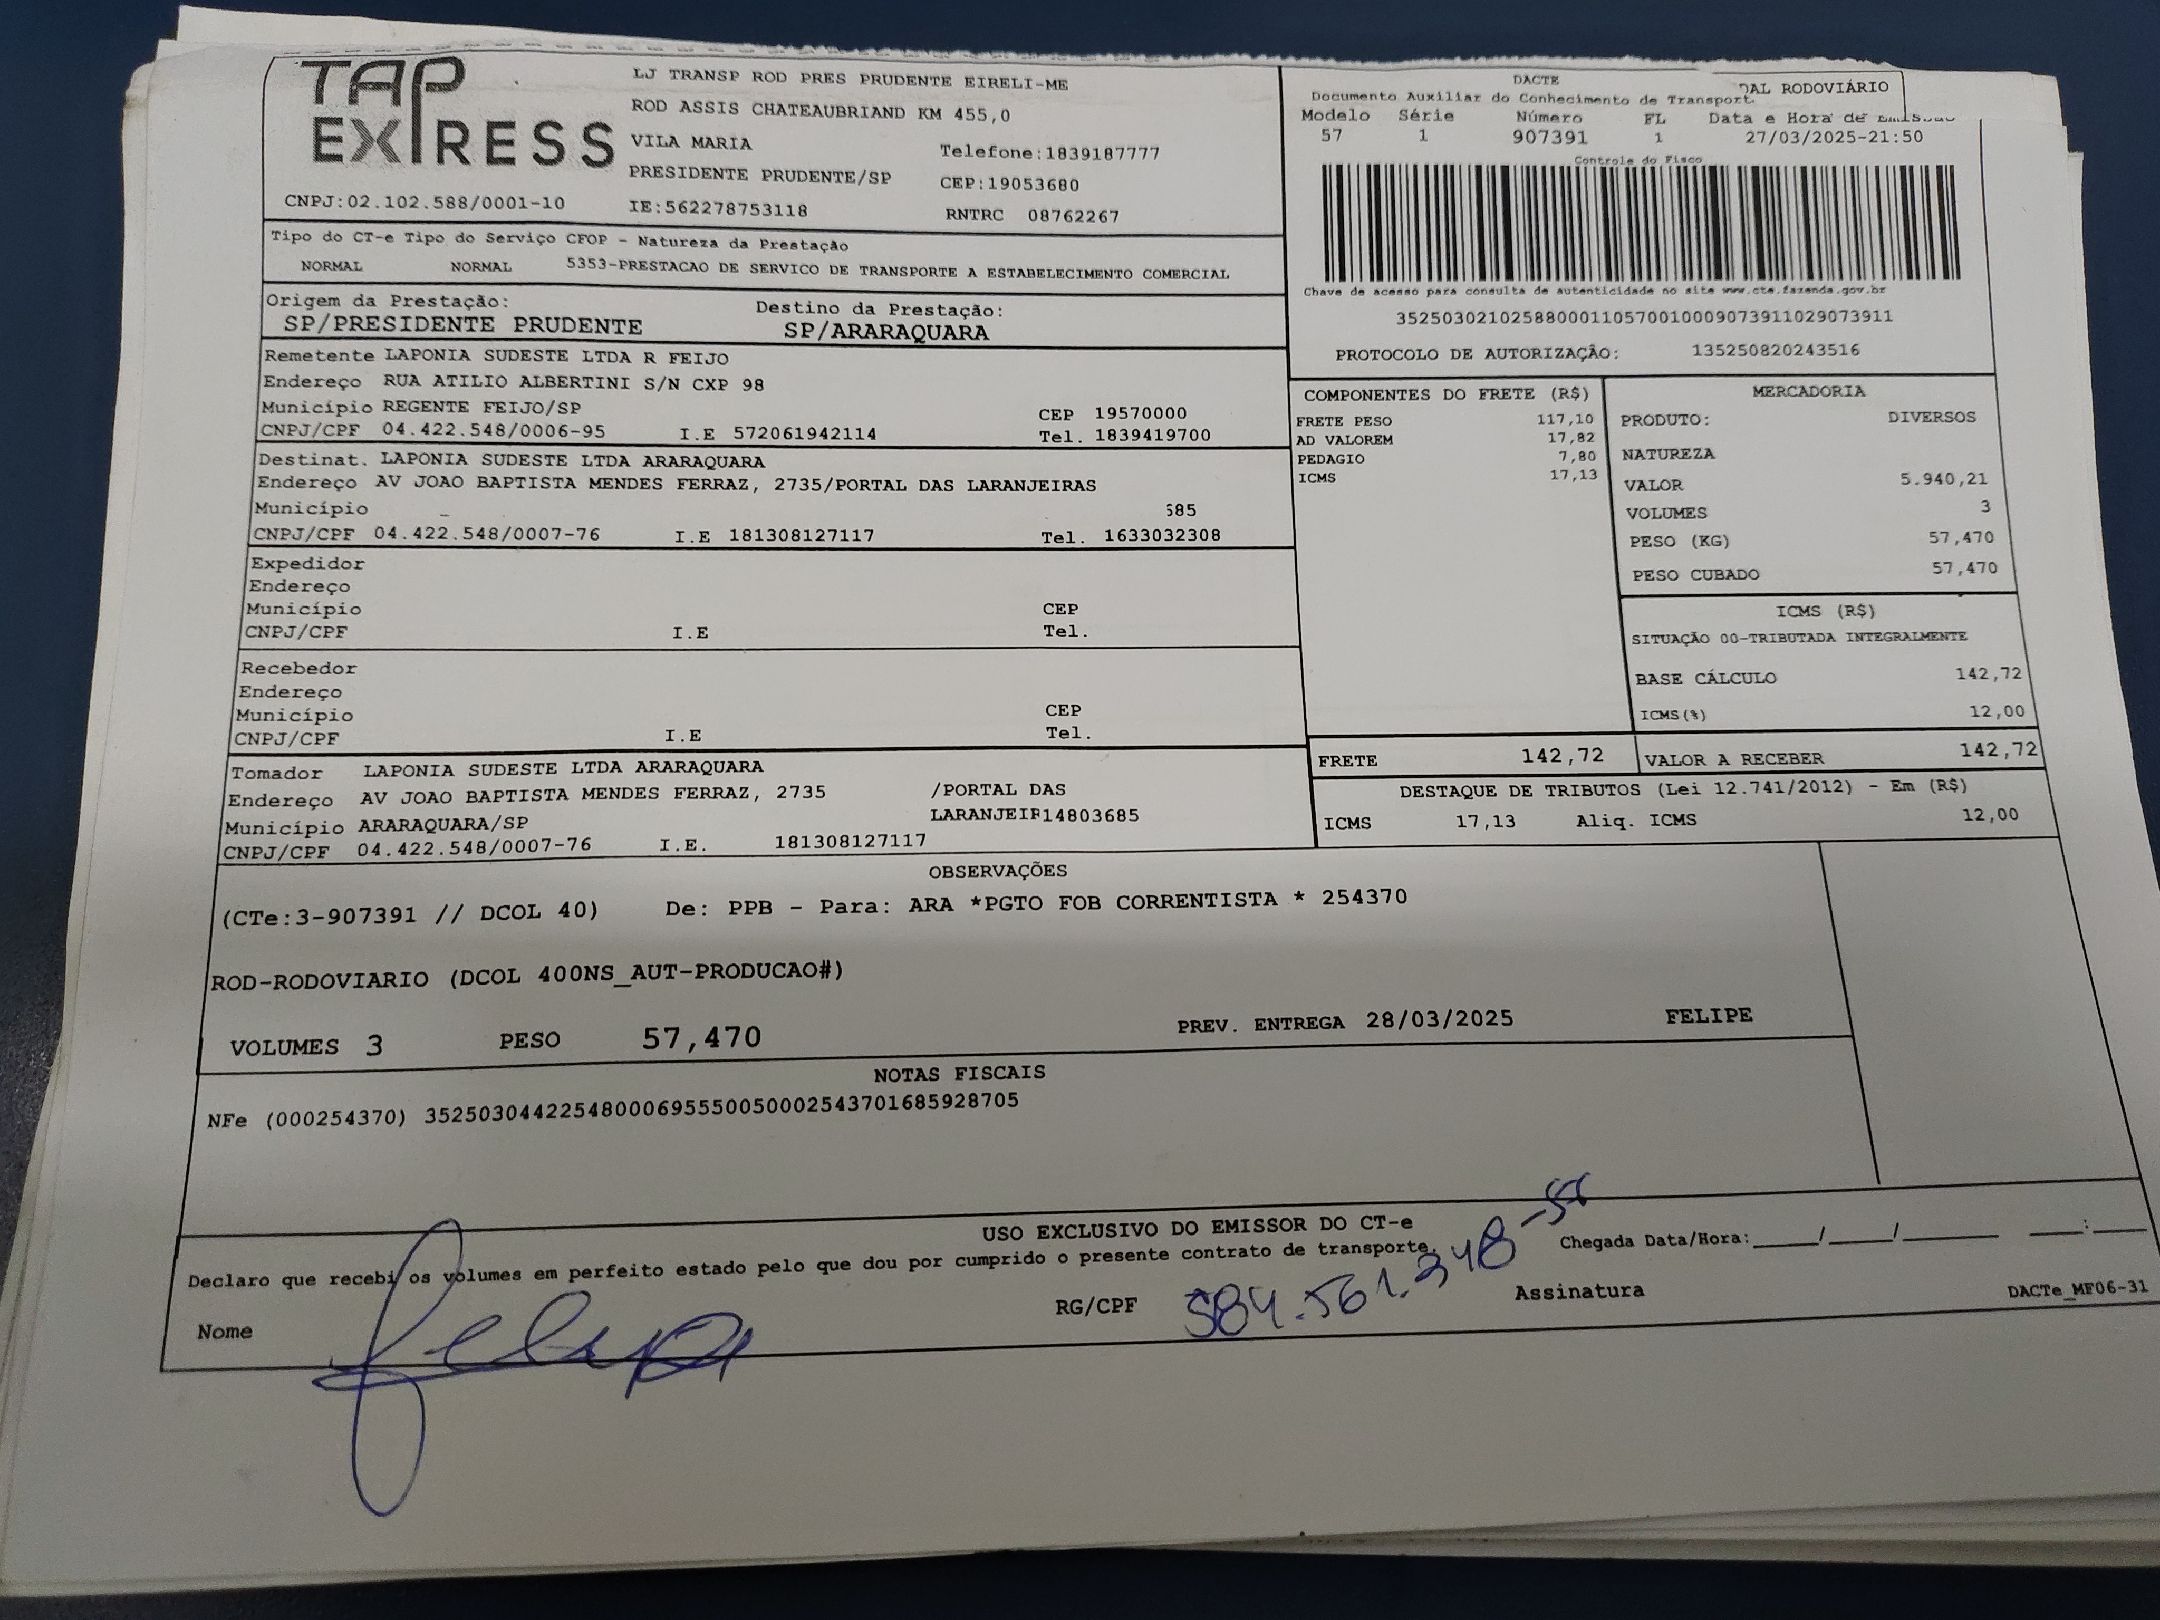 TAP EXPRESS
CNPJ:02.102.588/0001-10
LJ TRANSP ROD PRES PRUDENTE EIRELI-ME
ROD ASSIS CHATEAUBRIAND KM 455,0
VILA MARIA Telefone:1839187777
PRESIDENTE PRUDENTE/SP CEP:19053680
IE:562278753118 RNTRC 08762267
DACTE DAL RODOVIÁRIO
Documento Auxiliar do Conhecimento de Transport
Modelo Série Número FL Data e Hora de
57 1 907391 1 27/03/2025-21:50
Controle do Fisco
Chave de acesso para consulta de autenticidade no site www.cte.fazenda.gov.br
35250302102588000110570010009073911029073911
PROTOCOLO DE AUTORIZAÇÃO: 135250820243516
Tipo do CT-e Tipo do Serviço CFOP - Natureza da Prestação
NORMAL NORMAL 5353-PRESTACAO DE SERVICO DE TRANSPORTE A ESTABELECIMENTO COMERCIAL
Origem da Prestação: Destino da Prestação:
SP/PRESIDENTE PRUDENTE SP/ARARAQUARA
Remetente LAPONIA SUDESTE LTDA R FEIJO
Endereço RUA ATILIO ALBERTINI S/N CXP 98
Município REGENTE FEIJO/SP CEP 19570000
CNPJ/CPF 04.422.548/0006-95 I.E 572061942114 Tel. 1839419700
Destinat. LAPONIA SUDESTE LTDA ARARAQUARA
Endereço AV JOAO BAPTISTA MENDES FERRAZ, 2735/PORTAL DAS LARANJEIRAS
Município 685
CNPJ/CPF 04.422.548/0007-76 I.E 181308127117 Tel. 1633032308
Expedidor
Endereço
Município CEP
CNPJ/CPF I.E Tel.
Recebedor
Endereço
Município CEP
CNPJ/CPF I.E Tel.
Tomador LAPONIA SUDESTE LTDA ARARAQUARA
Endereço AV JOAO BAPTISTA MENDES FERRAZ, 2735 /PORTAL DAS
LARANJEIR14803685
Município ARARAQUARA/SP
CNPJ/CPF 04.422.548/0007-76 I.E. 181308127117
COMPONENTES DO FRETE (R$)
FRETE PESO 117,10
AD VALOREM 17,82
PEDAGIO 7,80
ICMS 17,13
MERCADORIA
PRODUTO: DIVERSOS
NATUREZA
VALOR 5.940,21
VOLUMES 3
PESO (KG) 57,470
PESO CUBADO 57,470
ICMS (R$)
SITUAÇÃO 00-TRIBUTADA INTEGRALMENTE
BASE CÁLCULO 142,72
ICMS(%) 12,00
FRETE 142,72 VALOR A RECEBER 142,72
DESTAQUE DE TRIBUTOS (Lei 12.741/2012) - Em (R$)
ICMS 17,13 Aliq. ICMS 12,00
OBSERVAÇÕES
(CTe:3-907391 // DCOL 40) De: PPB - Para: ARA *PGTO FOB CORRENTISTA * 254370
ROD-RODOVIARIO (DCOL 400NS_AUT-PRODUCAO#)
VOLUMES 3 PESO 57,470 PREV. ENTREGA 28/03/2025 FELIPE
NOTAS FISCAIS
NFe (000254370) 35250304422548000695550050002543701685928705
USO EXCLUSIVO DO EMISSOR DO CT-e
Declaro que recebi os volumes em perfeito estado pelo que dou por cumprido o presente contrato de transporte. Chegada Data/Hora:____/____/______ ____:____
Nome Felipe RG/CPF 584.561.348-56 Assinatura DACTe_MF06-31